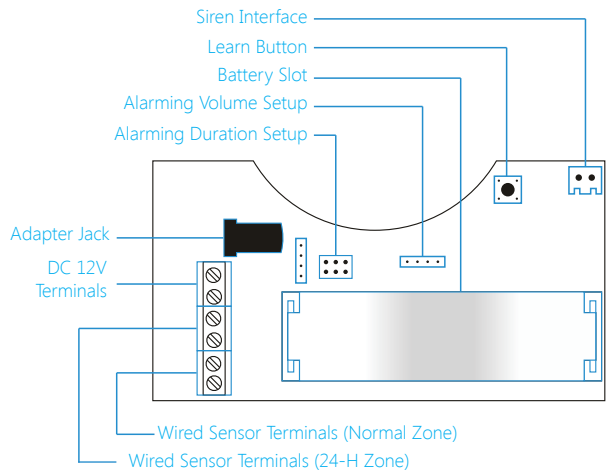 Siren Interface
Learn Button
Battery Slot
Alarming Volume Setup
Alarming Duration Setup
Adapter Jack
DC 12V
Terminals
Wired Sensor Terminals (Normal Zone)
Wired Sensor Terminals (24-H Zone)